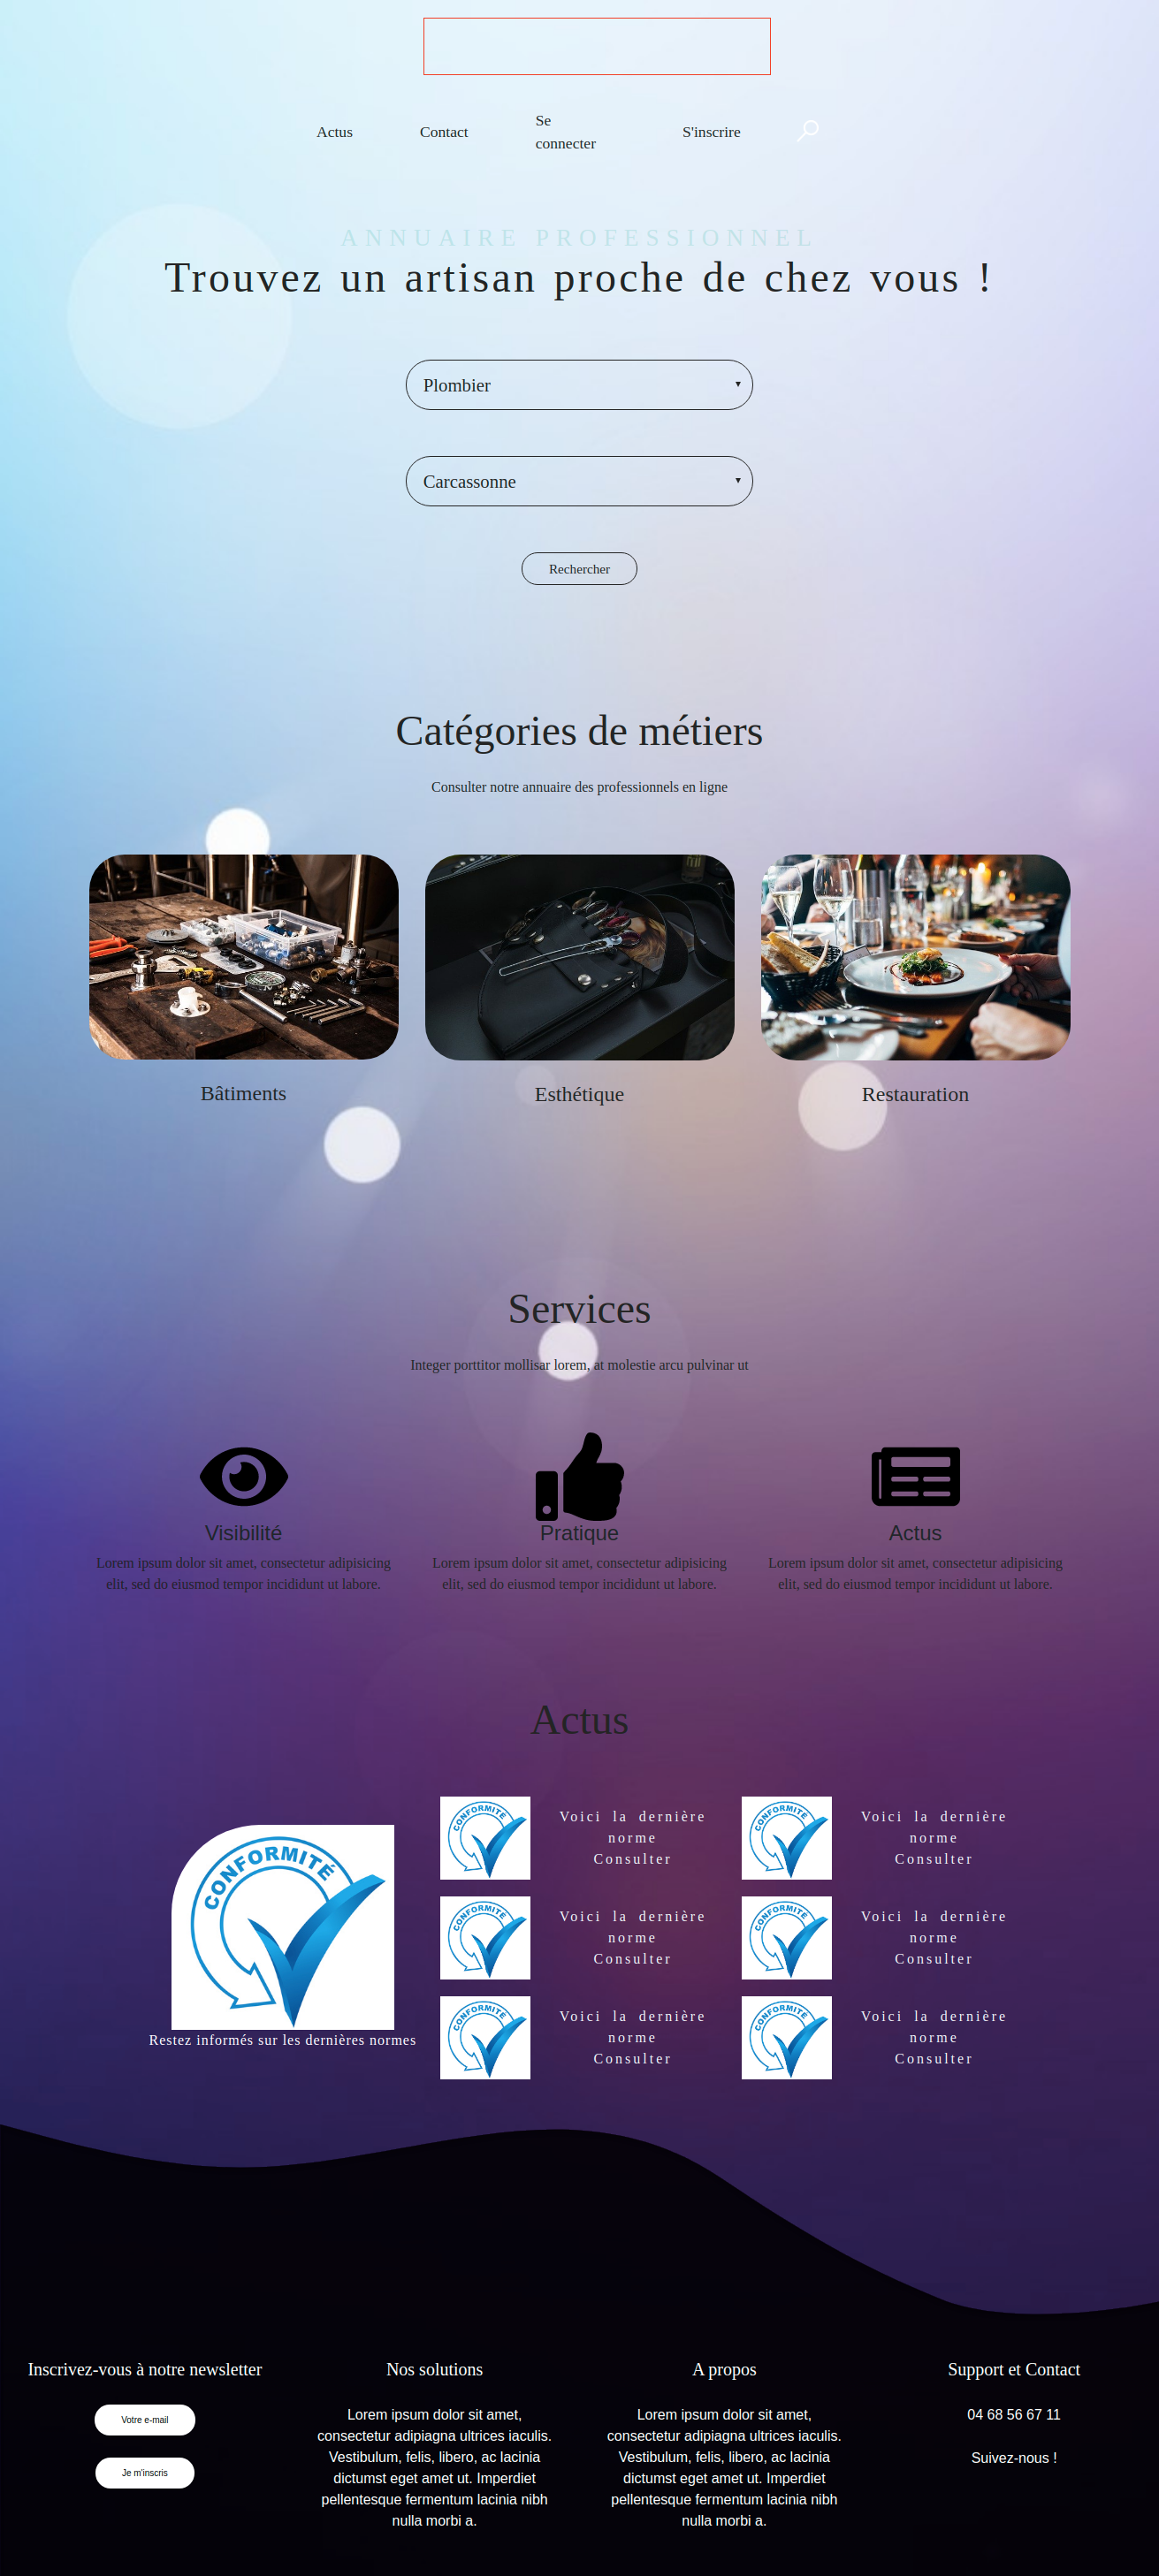 Actus
Contact
Se
connecter
S'inscrire
ANNUAIRE PROFESSIONNEL
Trouvez un artisan proche de chez vous !
Plombier
Carcassonne
Rechercher
Catégories de métiers
Consulter notre annuaire des professionnels en ligne
Bâtiments
Esthétique
Restauration
Services
Integer porttitor mollisar lorem, at molestie arcu pulvinar ut
Visibilité
Lorem ipsum dolor sit amet, consectetur adipisicing
elit, sed do eiusmod tempor incididunt ut labore.
Pratique
Lorem ipsum dolor sit amet, consectetur adipisicing
elit, sed do eiusmod tempor incididunt ut labore.
Actus
Lorem ipsum dolor sit amet, consectetur adipisicing
elit, sed do eiusmod tempor incididunt ut labore.
Actus
CONFORMITÉ
Restez informés sur les dernières normes
CONFORMITÉ
Voici la dernière
norme
Consulter
CONFORMITÉ
Voici la dernière
norme
Consulter
CONFORMITÉ
Voici la dernière
norme
Consulter
CONFORMITÉ
Voici la dernière
norme
Consulter
CONFORMITÉ
Voici la dernière
norme
Consulter
CONFORMITÉ
Voici la dernière
norme
Consulter
Inscrivez-vous à notre newsletter
Votre e-mail
Je m'inscris
Nos solutions
Lorem ipsum dolor sit amet,
consectetur adipiagna ultrices iaculis.
Vestibulum, felis, libero, ac lacinia
dictumst eget amet ut. Imperdiet
pellentesque fermentum lacinia nibh
nulla morbi a.
A propos
Lorem ipsum dolor sit amet,
consectetur adipiagna ultrices iaculis.
Vestibulum, felis, libero, ac lacinia
dictumst eget amet ut. Imperdiet
pellentesque fermentum lacinia nibh
nulla morbi a.
Support et Contact
04 68 56 67 11
Suivez-nous !